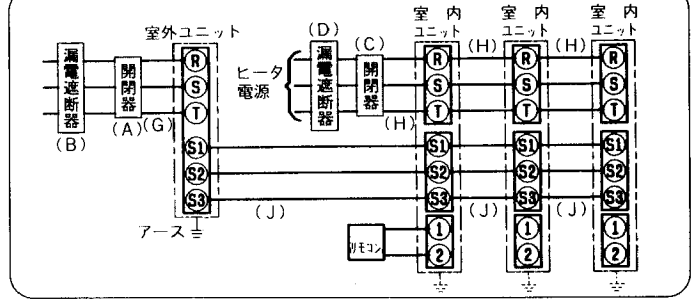 室外ユニット
(D)
(C)
室 内
ユニット
室 内
ユニット
室 内
ユニット
漏電遮断器
開閉器
R
S
T
S1
S2
S3
(B)
(A)
(G)
ヒータ
電源
漏電遮断器
開閉器
(H)
(H)
(H)
R
S
T
S1
S2
S3
1
2
R
S
T
S1
S2
S3
1
2
R
S
T
S1
S2
S3
1
2
(J)
(J)
(J)
アース
リモコン